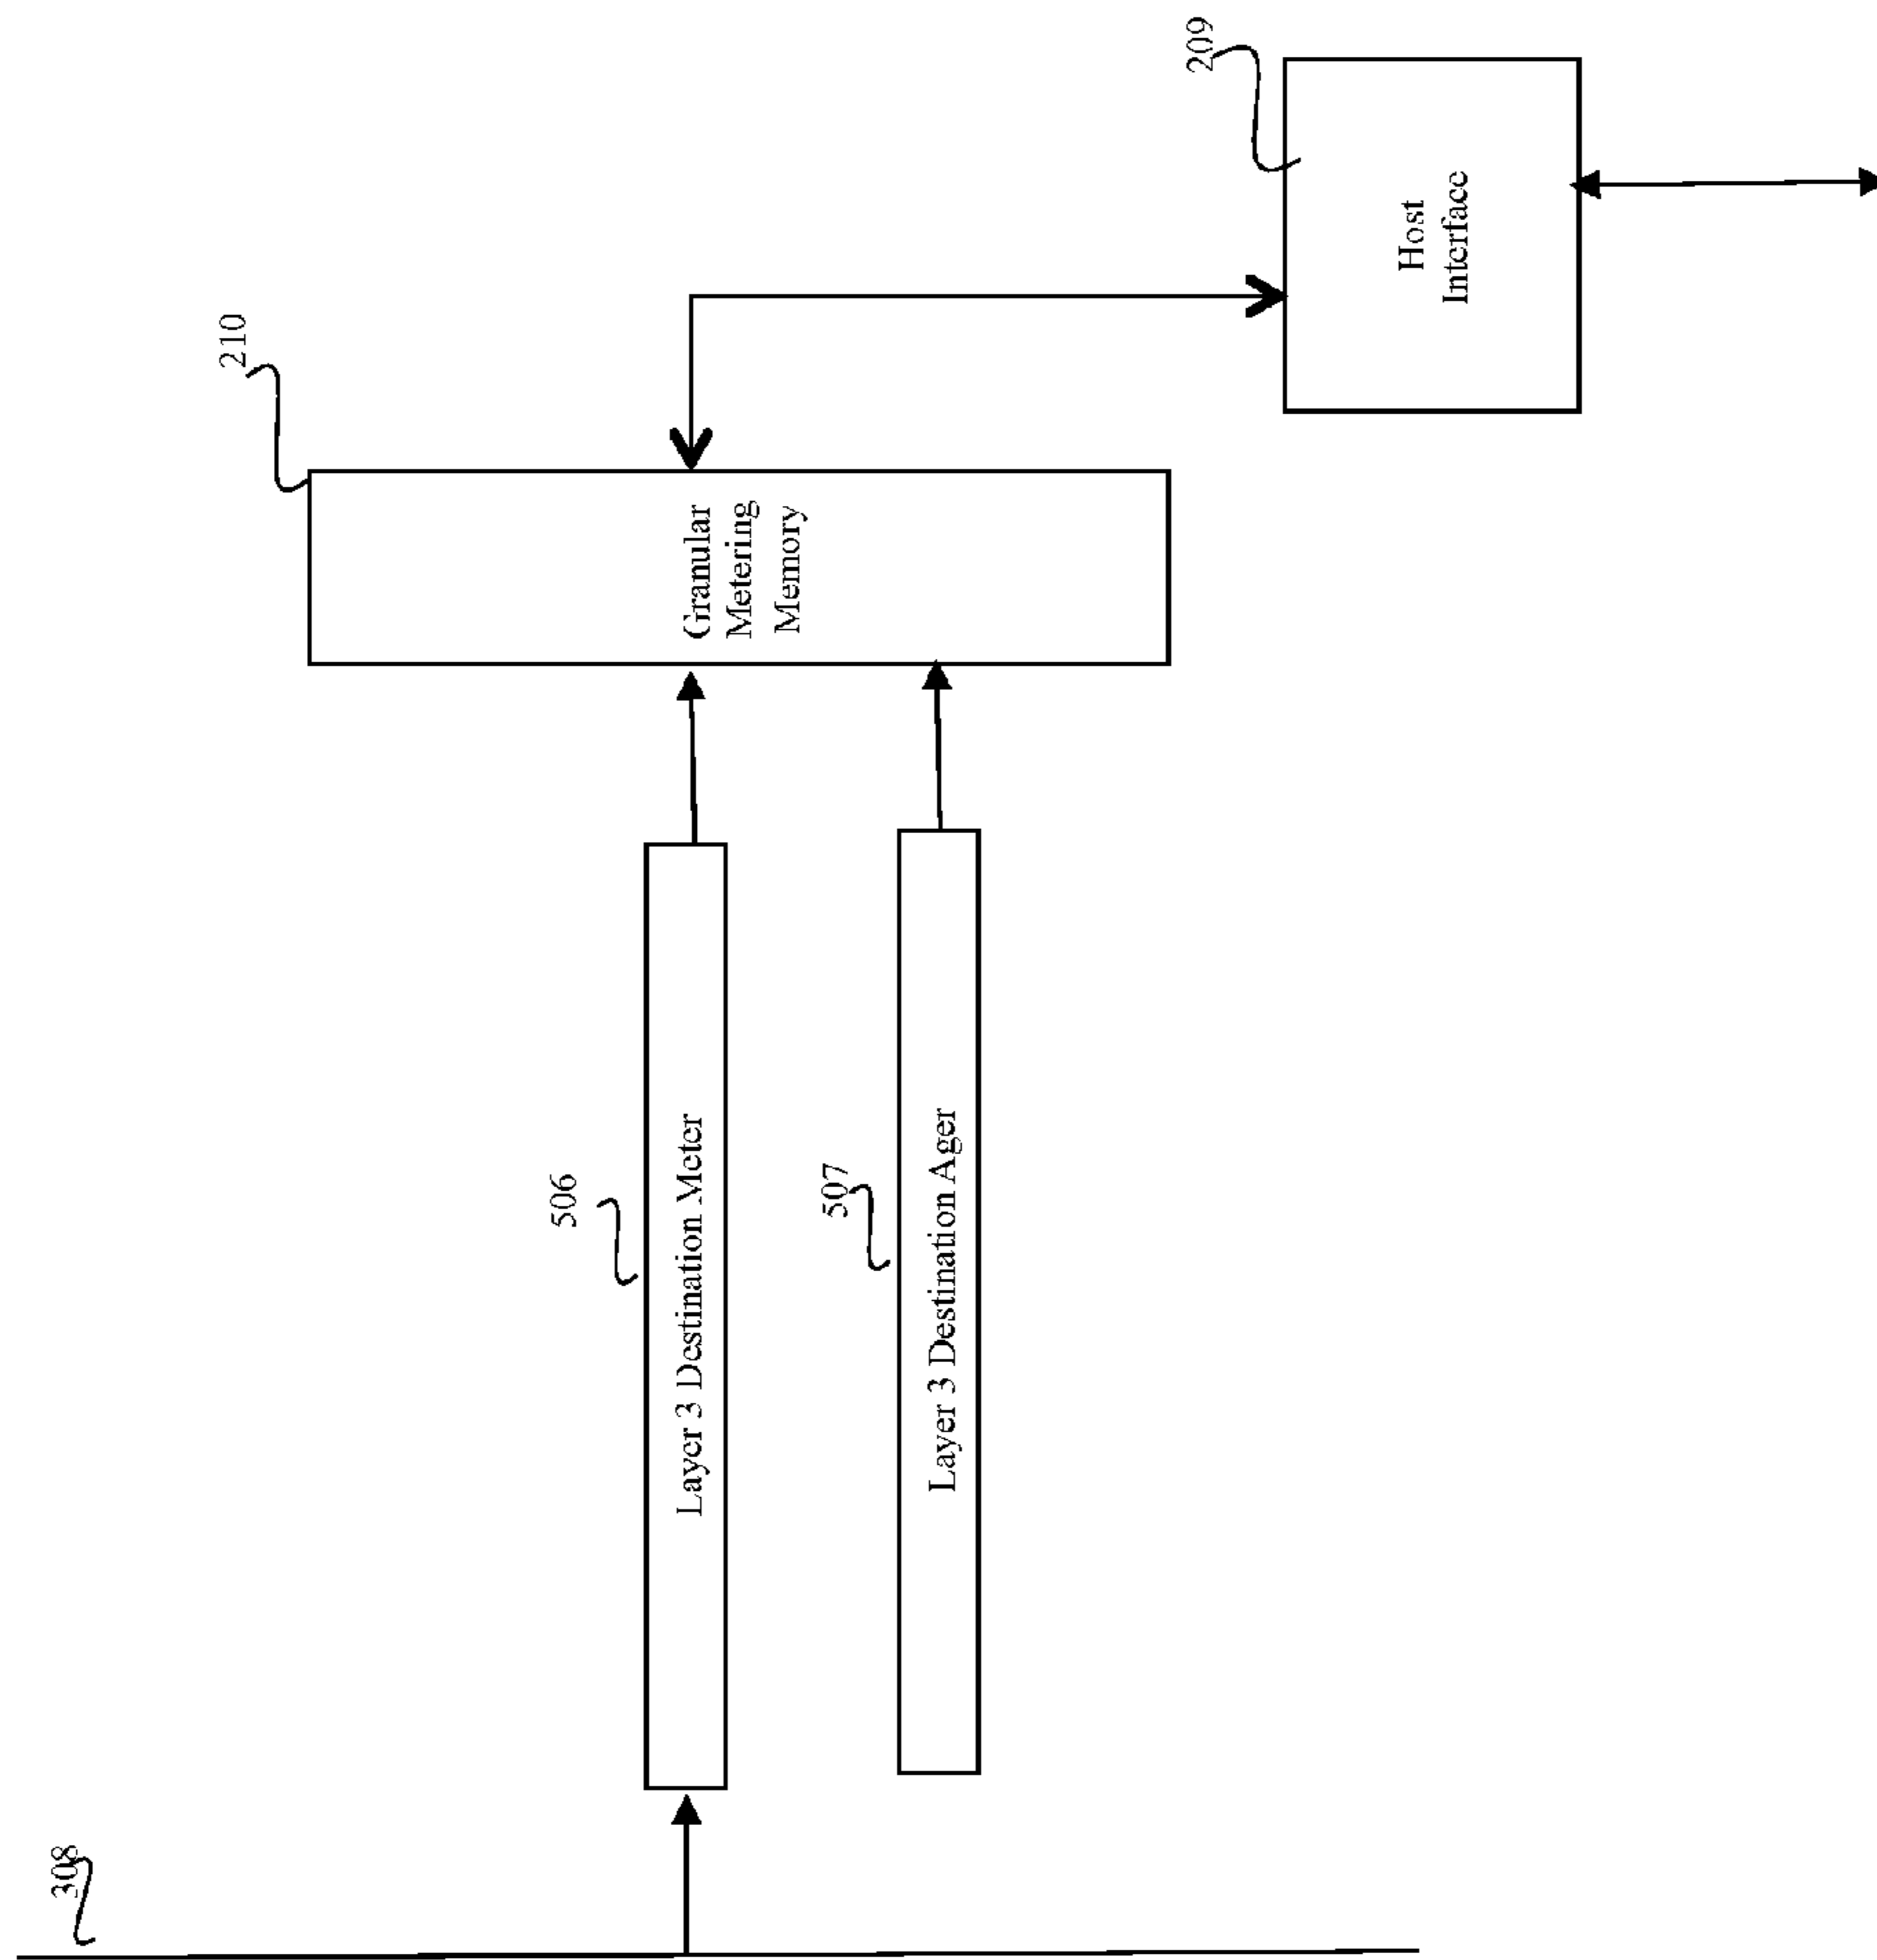 308
506
Layer 3 Destination Meter
507
Layer 3 Destination Ager
210
Granular
Metering
Memory
209
Host
Interface